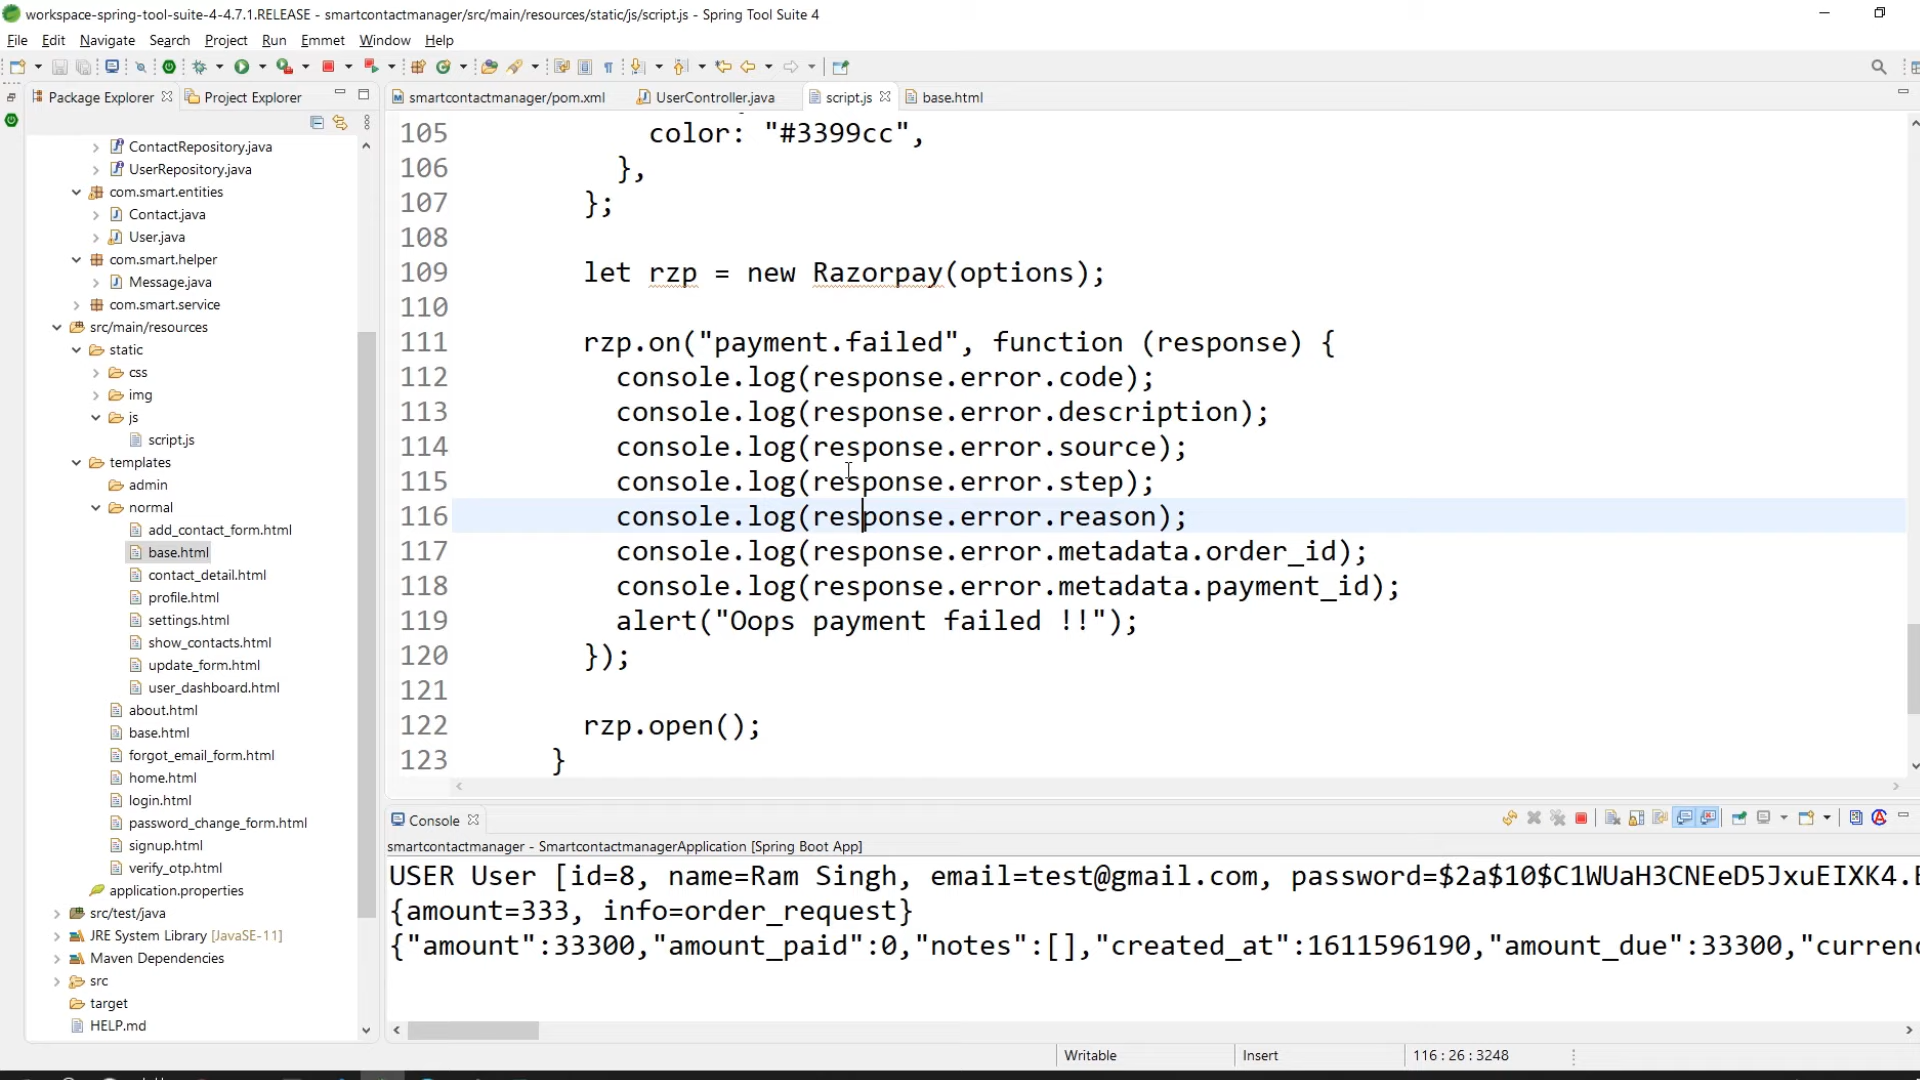 workspace-spring-tool-suite-4-4.7.1.RELEASE - smartcontactmanager/src/main/resources/static/js/script.js - Spring Tool Suite 4
File Edit Navigate Search Project Run Emmet Window Help
Package Explorer Project Explorer
smartcontactmanager/pom.xml UserController.java script.js base.html
ContactRepository.java
UserRepository.java
com.smart.entities
Contact.java
User.java
com.smart.helper
Message.java
com.smart.service
src/main/resources
static
css
img
js
script.js
templates
admin
normal
add_contact_form.html
base.html
contact_detail.html
profile.html
settings.html
show_contacts.html
update_form.html
user_dashboard.html
about.html
base.html
forgot_email_form.html
home.html
login.html
password_change_form.html
signup.html
verify_otp.html
application.properties
src/test/java
JRE System Library [JavaSE-11]
Maven Dependencies
src
target
HELP.md
105 color: "#3399cc",
106 },
107 };
108
109 let rzp = new Razorpay(options);
110
111 rzp.on("payment.failed", function (response) {
112 console.log(response.error.code);
113 console.log(response.error.description);
114 console.log(response.error.source);
115 console.log(response.error.step);
116 console.log(response.error.reason);
117 console.log(response.error.metadata.order_id);
118 console.log(response.error.metadata.payment_id);
119 alert("Oops payment failed !!");
120 });
121
122 rzp.open();
123 }
Console
smartcontactmanager - SmartcontactmanagerApplication [Spring Boot App]
USER User [id=8, name=Ram Singh, email=test@gmail.com, password=$2a$10$C1WUaH3CNEeD5JxuEIXK4.
{amount=333, info=order_request}
{"amount":33300,"amount_paid":0,"notes":[],"created_at":1611596190,"amount_due":33300,"currenc
Writable Insert 116 : 26 : 3248